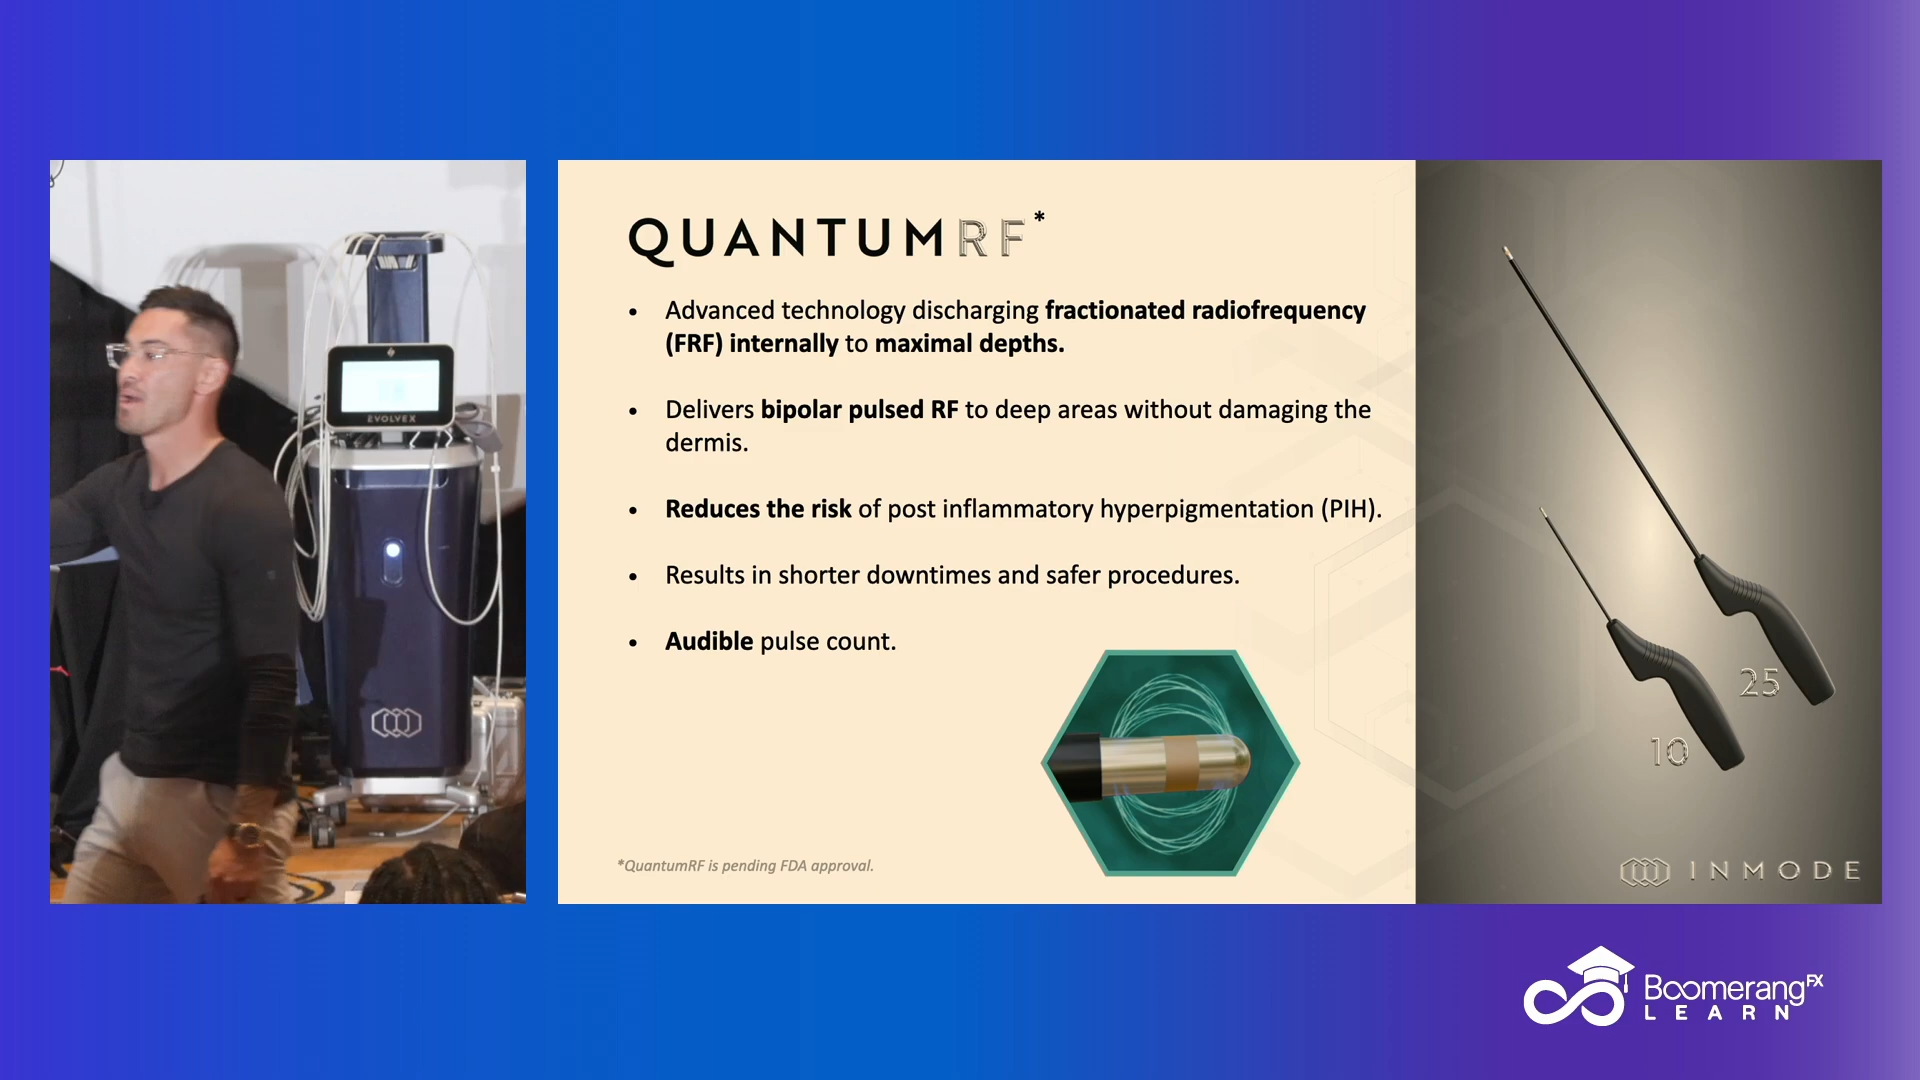 EVOLVEX
QUANTUMRF*
• Advanced technology discharging fractionated radiofrequency
(FRF) internally to maximal depths.
• Delivers bipolar pulsed RF to deep areas without damaging the
dermis.
• Reduces the risk of post inflammatory hyperpigmentation (PIH).
• Results in shorter downtimes and safer procedures.
• Audible pulse count.
*QuantumRF is pending FDA approval.
25
10
INMODE
BoomerangFX
LEARN